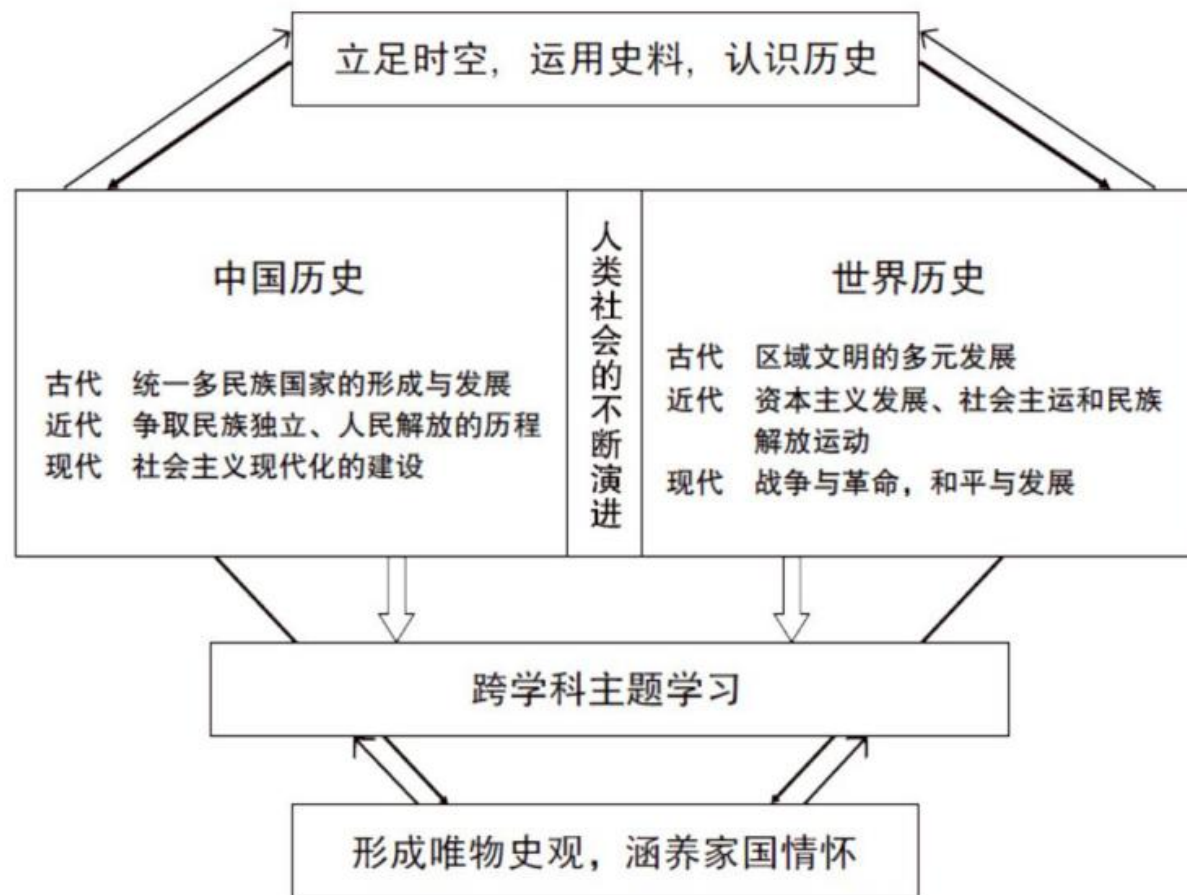 立足时空，运用史料，认识历史
中国历史
古代 统一多民族国家的形成与发展
近代 争取民族独立、人民解放的历程
现代 社会主义现代化的建设
人类社会的不断演进
世界历史
古代 区域文明的多元发展
近代 资本主义发展、社会主运和民族
解放运动
现代 战争与革命，和平与发展
跨学科主题学习
形成唯物史观，涵养家国情怀